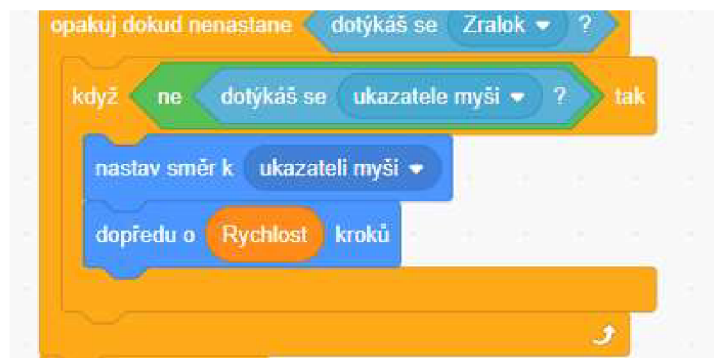 opakuj dokud nenastane dotýkáš se Zralok ?
když ne dotýkáš se ukazatele myši ? tak
nastav směr k ukazateli myši
dopředu o Rychlost kroků